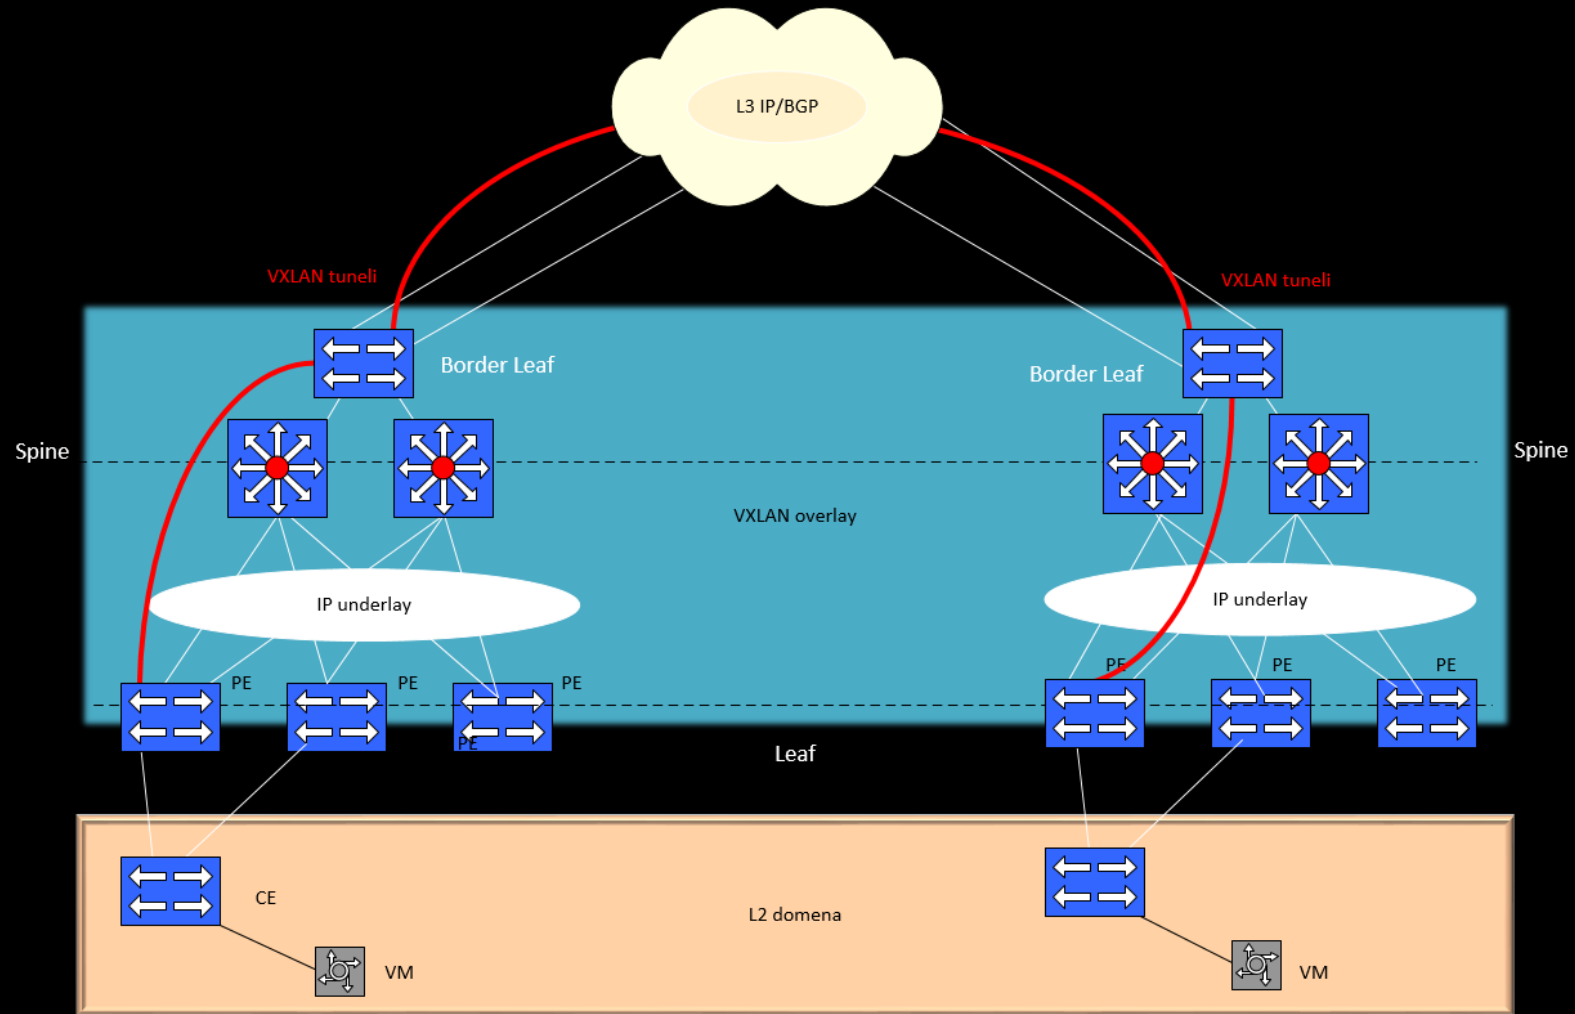 L3 IP/BGP
VXLAN tuneli
VXLAN tuneli
Border Leaf
Border Leaf
Spine
Spine
VXLAN overlay
IP underlay
IP underlay
PE
PE
PE
PE
PE
PE
PE
Leaf
CE
L2 domena
VM
VM